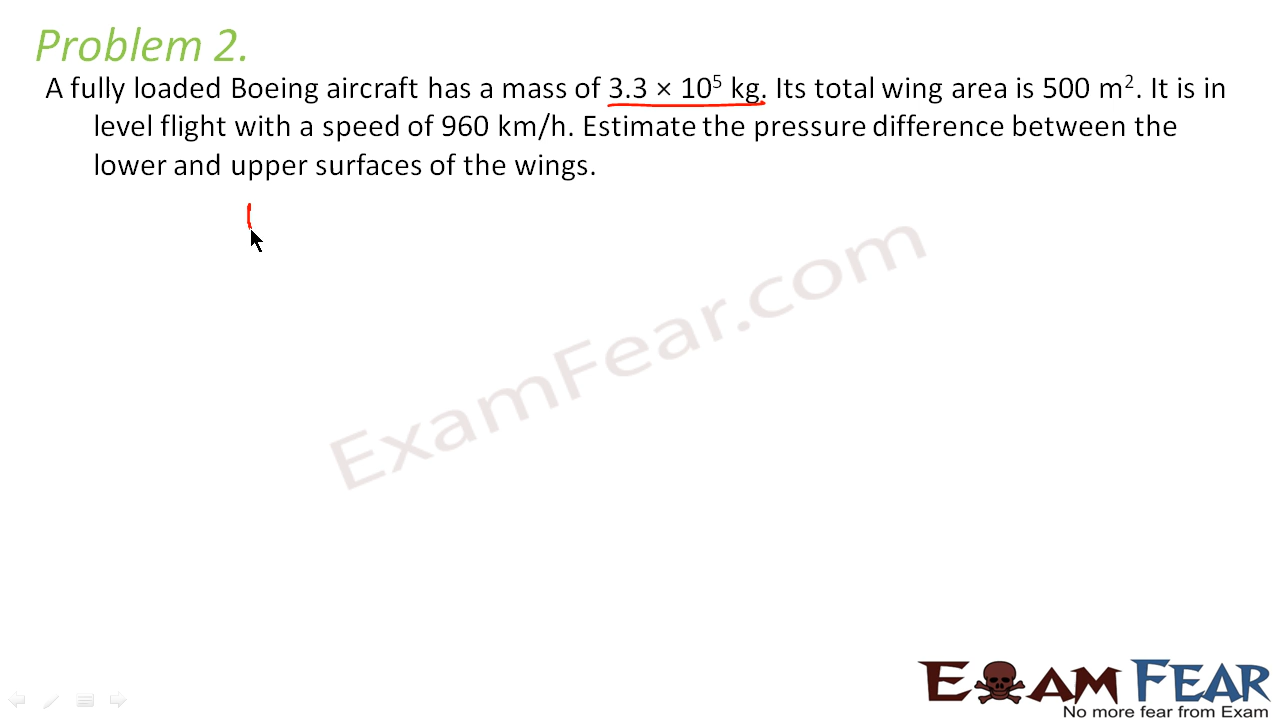 Problem 2.
A fully loaded Boeing aircraft has a mass of 3.3 × 10⁵ kg. Its total wing area is 500 m². It is in
level flight with a speed of 960 km/h. Estimate the pressure difference between the
lower and upper surfaces of the wings.
ExamFear.com
EXAM FEAR
No more fear from Exam